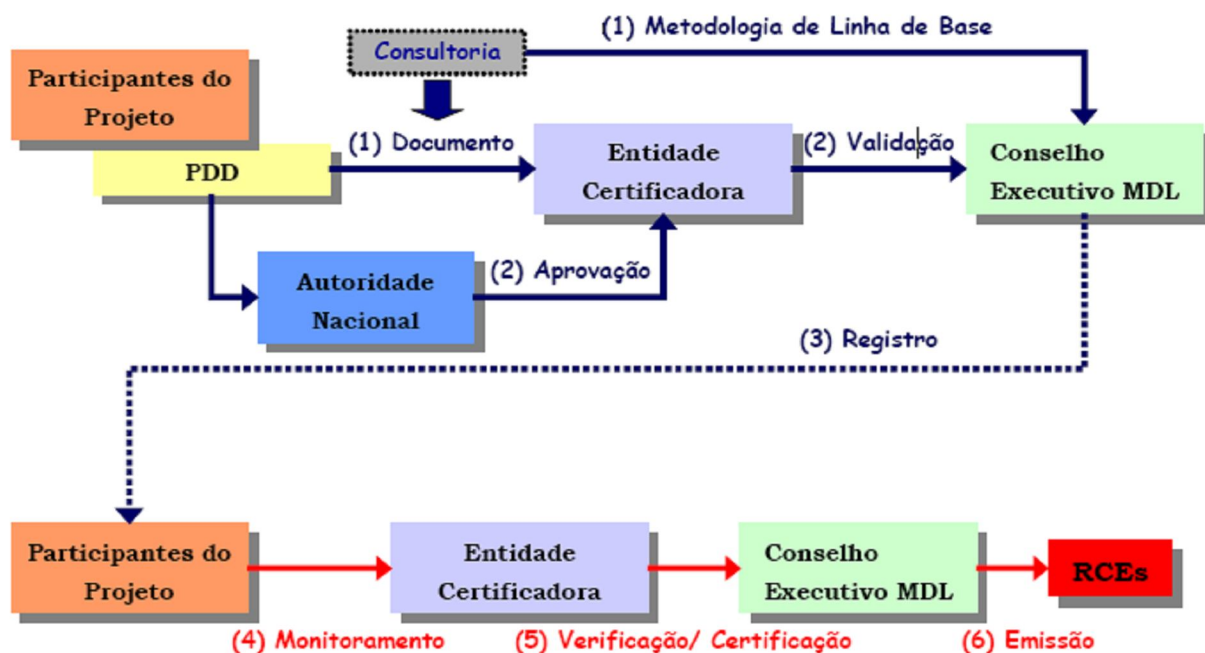 (1) Metodologia de Linha de Base
Consultoria
Participantes do
Projeto
PDD
(1) Documento
Entidade
Certificadora
(2) Validação
Conselho
Executivo MDL
Autoridade
Nacional
(2) Aprovação
(3) Registro
Participantes do
Projeto
Entidade
Certificadora
Conselho
Executivo MDL
RCEs
(4) Monitoramento
(5) Verificação/ Certificação
(6) Emissão